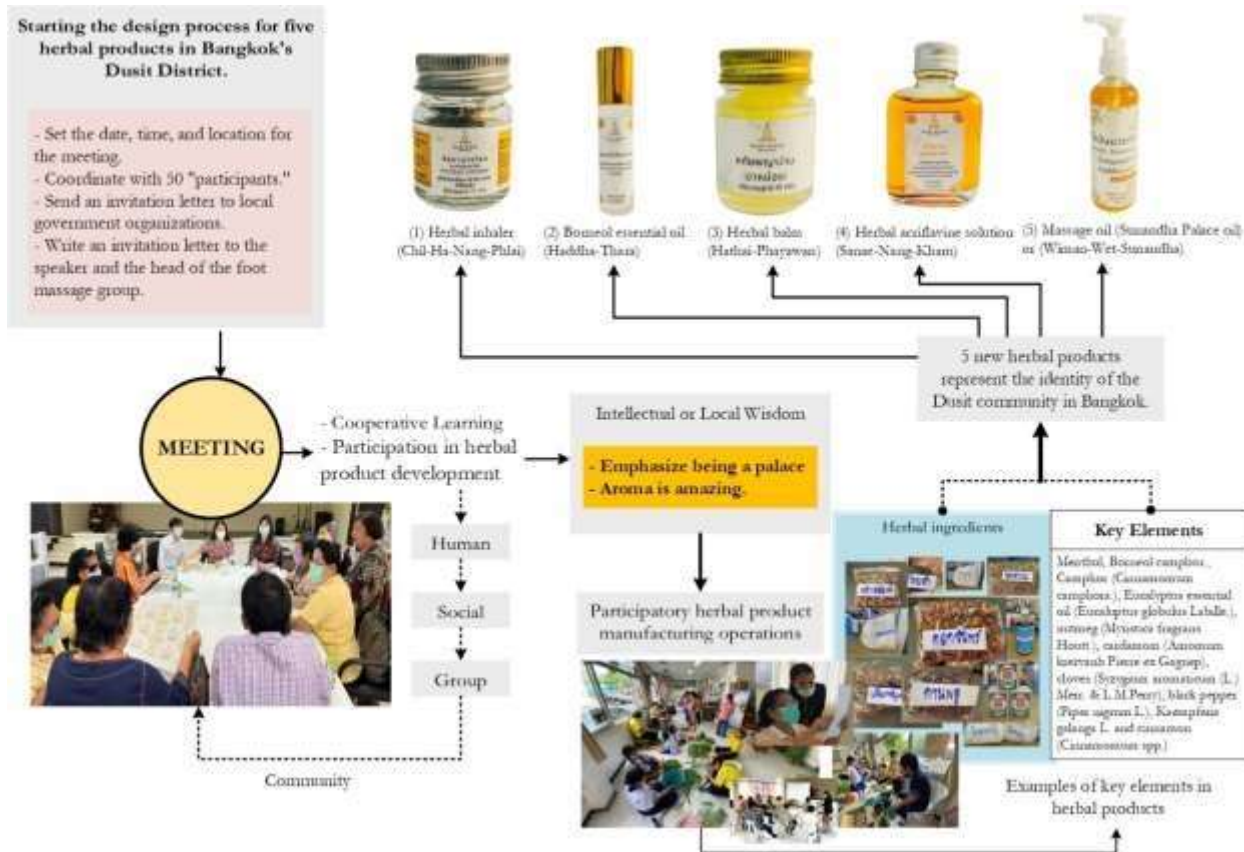 Starting the design process for five
herbal products in Bangkok's
Dusit District.
- Set the date, time, and location for
the meeting.
- Coordinate with 50 "participants."
- Send an invitation letter to local
government organizations.
- Write an invitation letter to the
speaker and the head of the foot
massage group.
(1) Herbal inhaler
(Chil-Ha-Nang-Phlai)
(2) Borneol essential oil
(Haddha-Thara)
(3) Herbal balm
(Hathai-Phayawan)
(4) Herbal acriflavine solution
(Sanae-Nang-Kham)
(5) Massage oil (Sunandha Palace oil)
or (Wiman-Wet-Sunandha)
5 new herbal products
represent the identity of the
Dusit community in Bangkok.
MEETING
- Cooperative Learning
- Participation in herbal
product development
Human
Social
Group
Community
Intellectual or Local Wisdom
- Emphasize being a palace
- Aroma is amazing.
Participatory herbal product
manufacturing operations
Herbal ingredients
Key Elements
Menthol, Borneol camphor,
Camphor (Cinnamomum
camphora.), Eucalyptus essential
oil (Eucalyptus globulus Labille.),
nutmeg (Myristica fragrans
Houtt.), cardamom (Amomum
Pierre ex Gagnep),
cloves (Syzygium aromaticum (L.)
Merr. & L.M.Perry), black pepper
(Piper nigrum L.), Kaempferia
galanga L. and cinnamon
(Cinnamomum spp.)
Examples of key elements in
herbal products